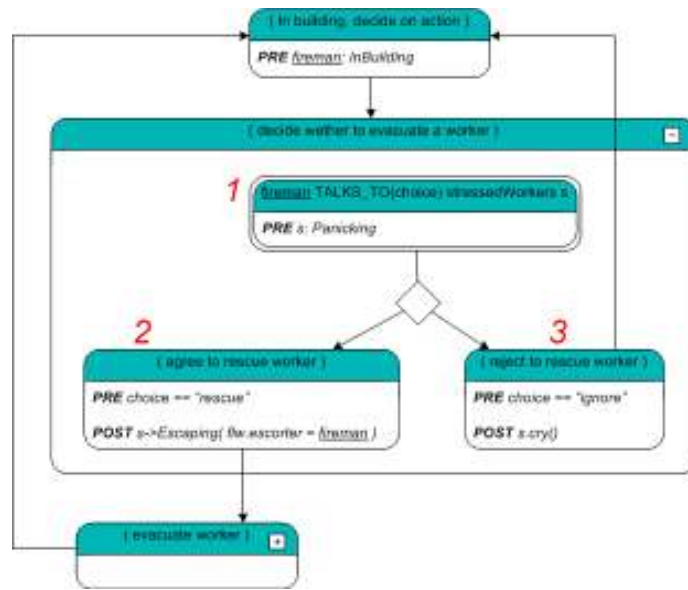 ( In building, decide on action )
PRE fireman: InBuilding
( decide wether to evacuate a worker )
-
1
fireman TALKS_TO(choice) stressedWorkers s
PRE s: Panicking
2
( agree to rescue worker )
PRE choice == "rescue"
POST s->Escaping( flw.escorter = fireman )
3
( reject to rescue worker )
PRE choice == "ignore"
POST s.cry()
( evacuate worker )
+